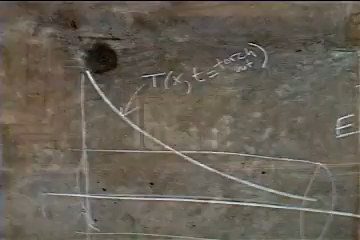 T(x, t = torch
out)
E